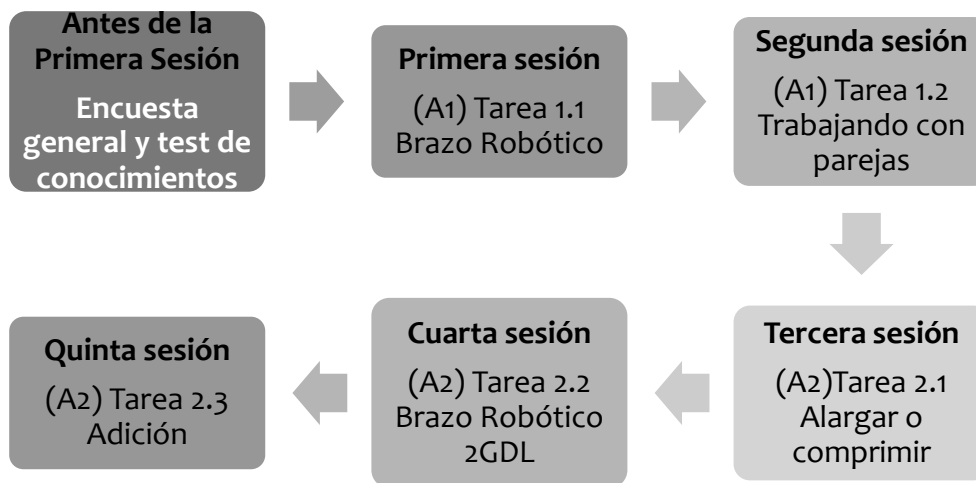 Antes de la
Primera Sesión
Encuesta
general y test de
conocimientos
Primera sesión
(A1) Tarea 1.1
Brazo Robótico
Segunda sesión
(A1) Tarea 1.2
Trabajando con
parejas
Tercera sesión
(A2)Tarea 2.1
Alargar o
comprimir
Cuarta sesión
(A2) Tarea 2.2
Brazo Robótico
2GDL
Quinta sesión
(A2) Tarea 2.3
Adición